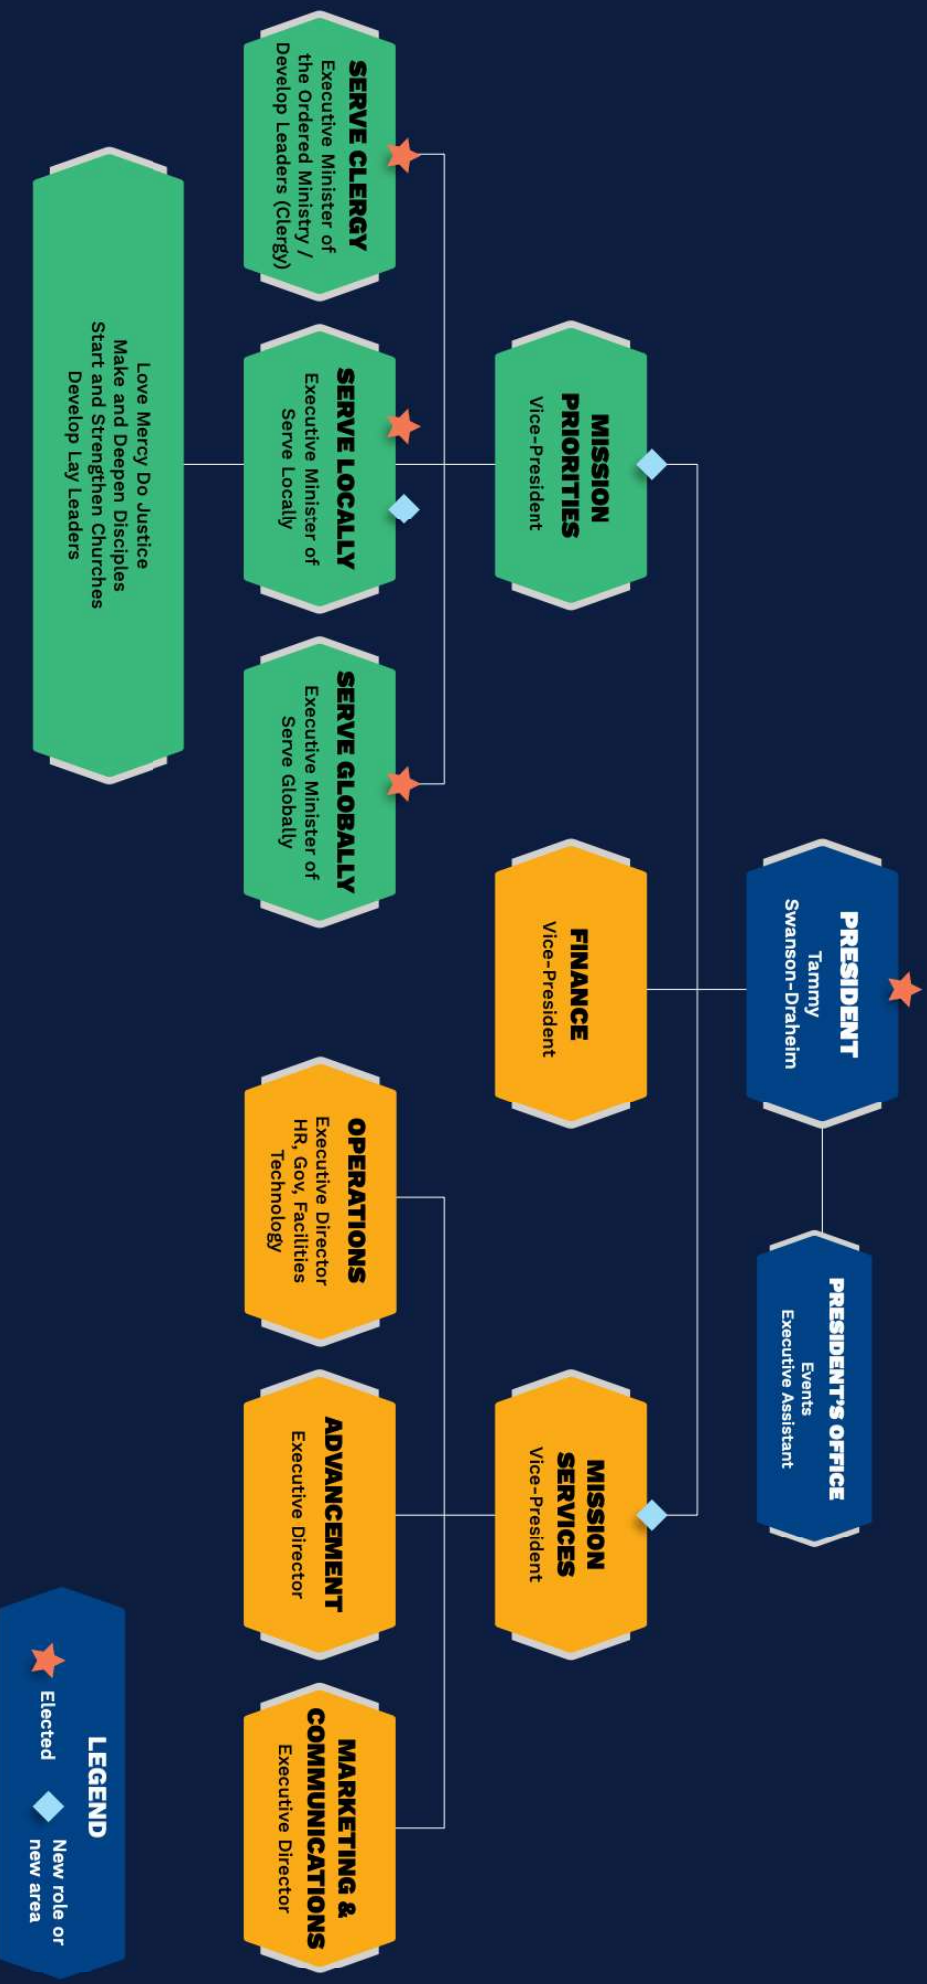 PRESIDENT
Tammy
Swanson-Draheim
PRESIDENT'S OFFICE
Events
Executive Assistant
MISSION
PRIORITIES
Vice-President
FINANCE
Vice-President
MISSION
SERVICES
Vice-President
SERVE CLERGY
Executive Minister of
the Ordered Ministry /
Develop Leaders (Clergy)
SERVE LOCALLY
Executive Minister of
Serve Locally
SERVE GLOBALLY
Executive Minister of
Serve Globally
OPERATIONS
Executive Director
HR, Gov, Facilities
Technology
ADVANCEMENT
Executive Director
MARKETING &
COMMUNICATIONS
Executive Director
Love Mercy Do Justice
Make and Deepen Disciples
Start and Strengthen Churches
Develop Lay Leaders
LEGEND
Elected
New role or
new area